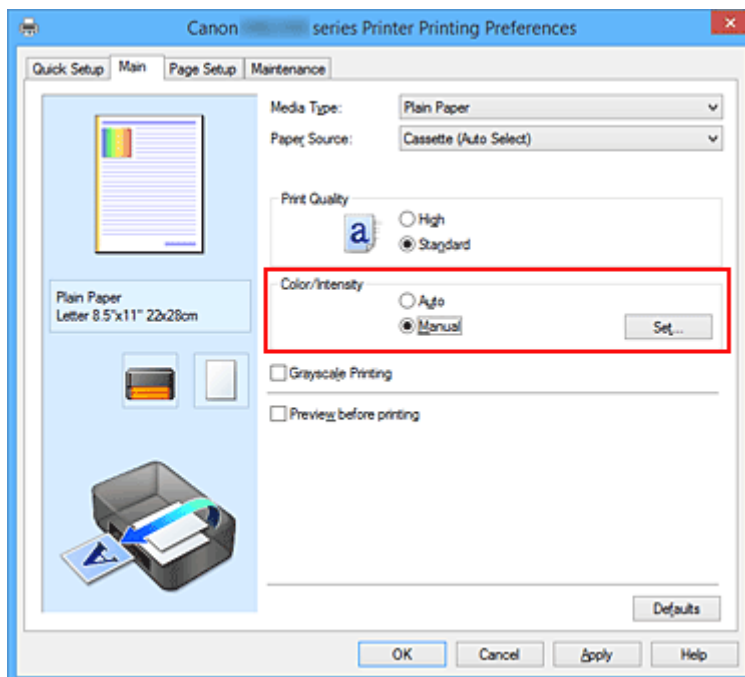 Canon series Printer Printing Preferences
Quick Setup Main Page Setup Maintenance
Media Type: Plain Paper
Paper Source: Cassette (Auto Select)
Print Quality
a
High
Standard
Color/Intensity
Auto
Manual
Set...
Plain Paper
Letter 8.5"x11" 22x28cm
Grayscale Printing
Preview before printing
A
Defaults
OK Cancel Apply Help